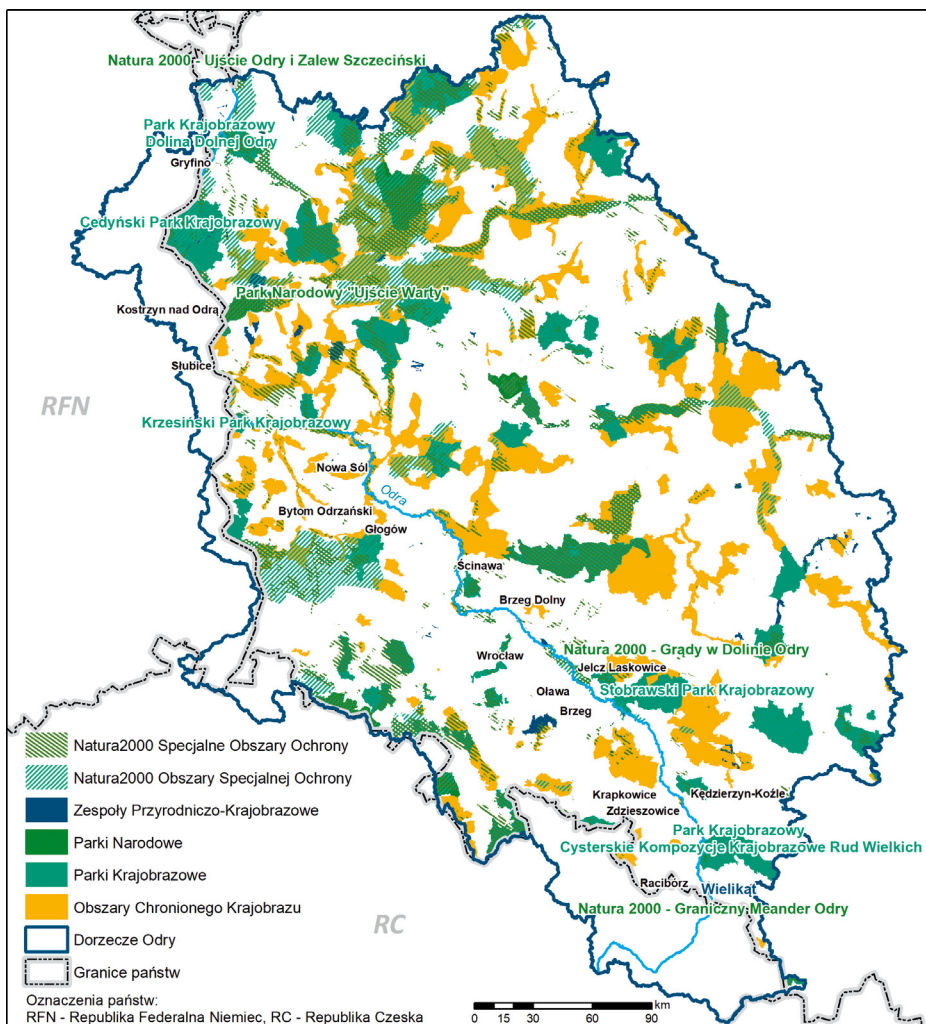 Natura 2000 - Ujście Odry i Zalew Szczeciński
Park Krajobrazowy
Dolina Dolnej Odry
Gryfino
Cedyński Park Krajobrazowy
Park Narodowy "Ujście Warty"
Kostrzyn nad Odrą
Słubice
RFN
Krzesiński Park Krajobrazowy
Nowa Sól
Odra
Bytom Odrzański
Głogów
Ścinawa
Brzeg Dolny
Natura 2000 - Grądy w Dolinie Odry
Wrocław
Jelcz Laskowice
Oława
Stobrawski Park Krajobrazowy
Brzeg
Krapkowice
Kędzierzyn-Koźle
Zdzieszowice
Park Krajobrazowy
Cysterskie Kompozycje Krajobrazowe Rud Wielkich
Racibórz
Wielikąt
Natura 2000 - Graniczny Meander Odry
RC
Natura2000 Specjalne Obszary Ochrony
Natura2000 Obszary Specjalnej Ochrony
Zespoły Przyrodniczo-Krajobrazowe
Parki Narodowe
Parki Krajobrazowe
Obszary Chronionego Krajobrazu
Dorzecze Odry
Granice państw
Oznaczenia państw:
RFN - Republika Federalna Niemiec, RC - Republika Czeska
km
0 15 30 60 90